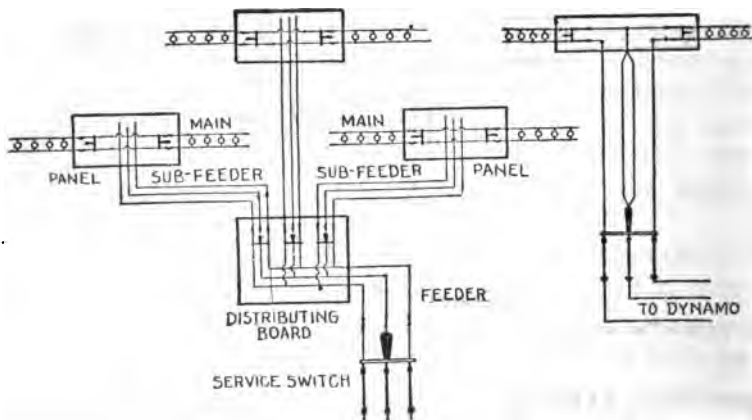 MAIN
MAIN
PANEL
SUB-FEEDER
SUB-FEEDER
PANEL
FEEDER
TO DYNAMO
DISTRIBUTING
BOARD
SERVICE SWITCH